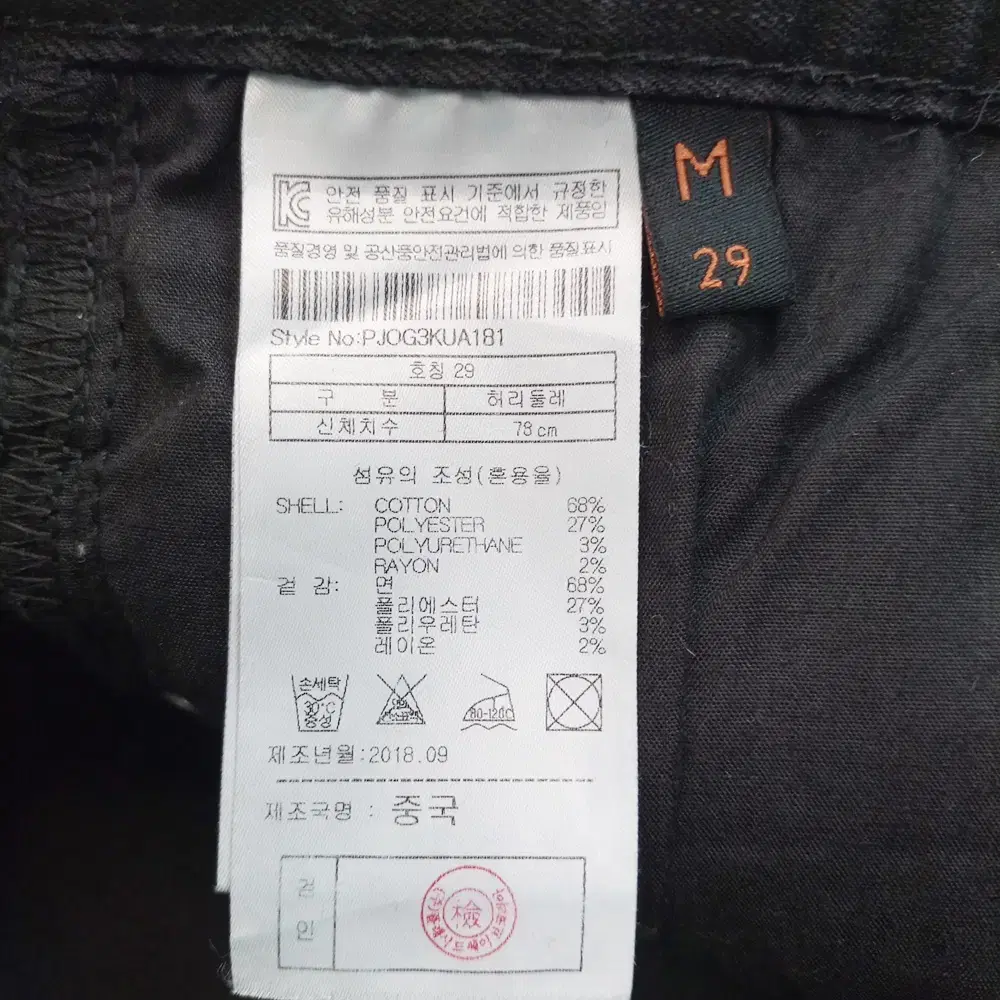 KC 안전 품질 표시 기준에서 규정한
유해성분 안전요건에 적합한 제품임
품질경영 및 공산품안전관리법에 의한 품질표시
Style No:PJOG3KUA181
호칭 29
구 분 허리둘레
신체치수 78 cm
섬유의 조성(혼용율)
SHELL: COTTON 68%
POLYESTER 27%
POLYURETHANE 3%
RAYON 2%
겉 감: 면 68%
폴리에스터 27%
폴리우레탄 3%
레이온 2%
손세탁
30°C
중성
80-120C
제조년월:2018.09
제조국명 : 중국
검
인
檢
M
29